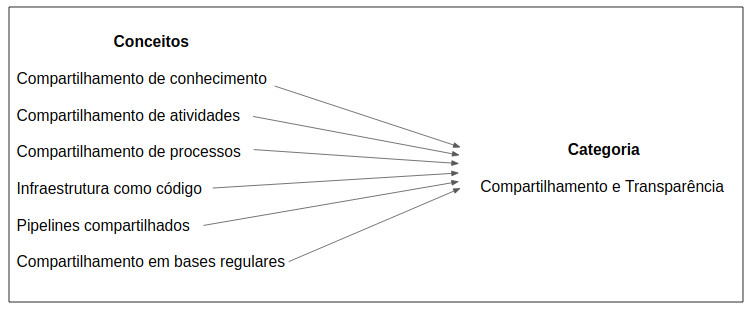 Conceitos
Compartilhamento de conhecimento
Compartilhamento de atividades
Compartilhamento de processos
Infraestrutura como código
Pipelines compartilhados
Compartilhamento em bases regulares
Categoria
Compartilhamento e Transparência